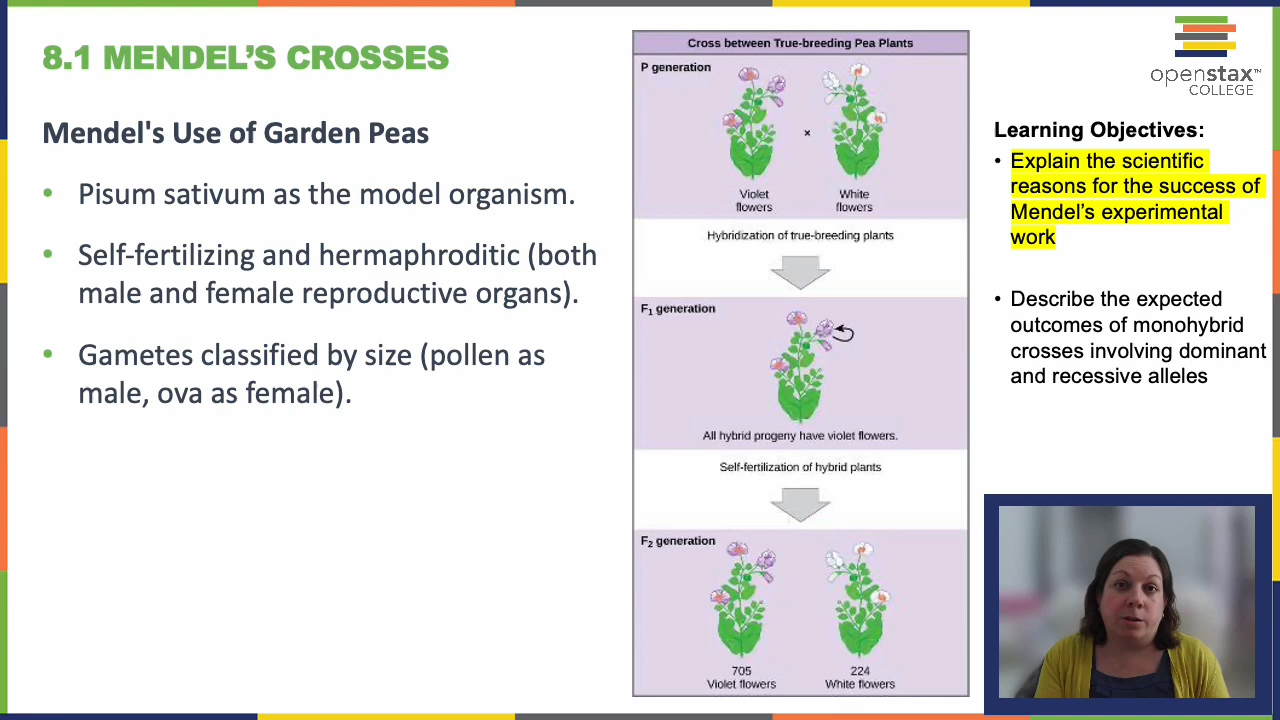 8.1 MENDEL’S CROSSES
Mendel's Use of Garden Peas
• Pisum sativum as the model organism.
• Self-fertilizing and hermaphroditic (both
male and female reproductive organs).
• Gametes classified by size (pollen as
male, ova as female).
Cross between True-breeding Pea Plants
P generation
×
Violet
flowers
White
flowers
Hybridization of true-breeding plants
F₁ generation
All hybrid progeny have violet flowers.
Self-fertilization of hybrid plants
F₂ generation
705
Violet flowers
224
White flowers
openstax™
COLLEGE
Learning Objectives:
• Explain the scientific
reasons for the success of
Mendel’s experimental
work
• Describe the expected
outcomes of monohybrid
crosses involving dominant
and recessive alleles